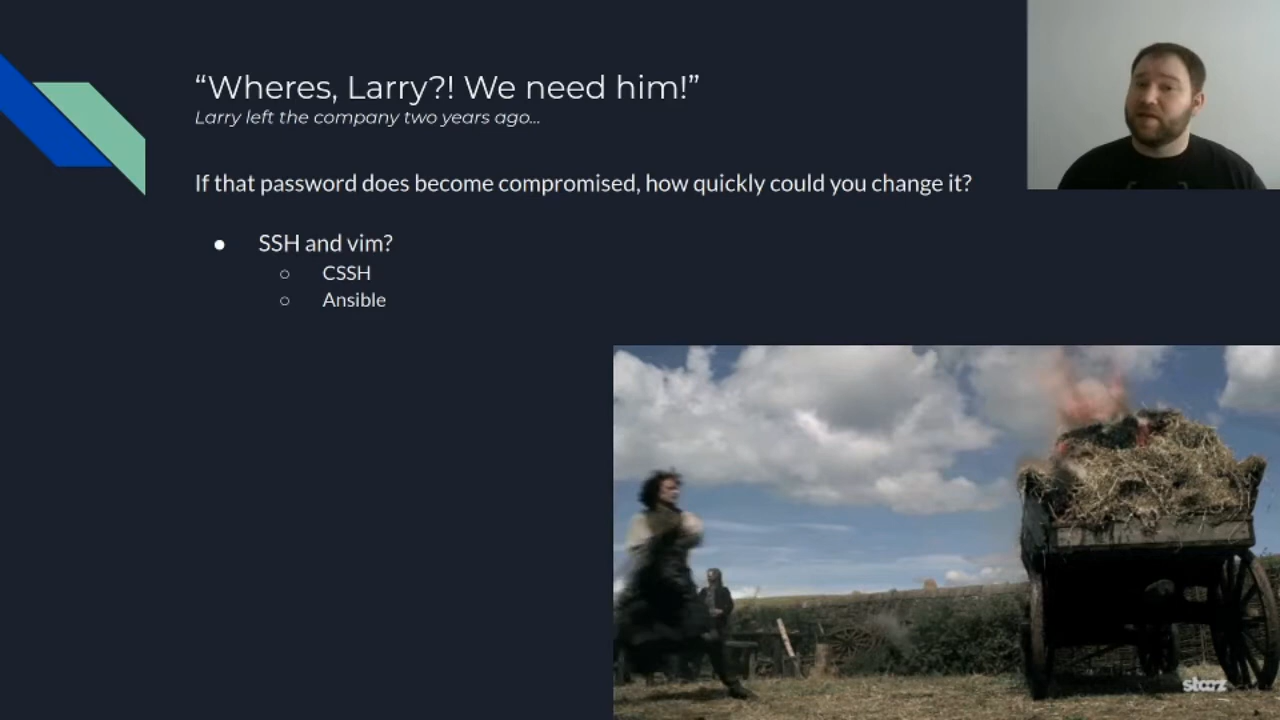 “Wheres, Larry?! We need him!”
Larry left the company two years ago...
If that password does become compromised, how quickly could you change it?
● SSH and vim?
○ CSSH
○ Ansible
starz